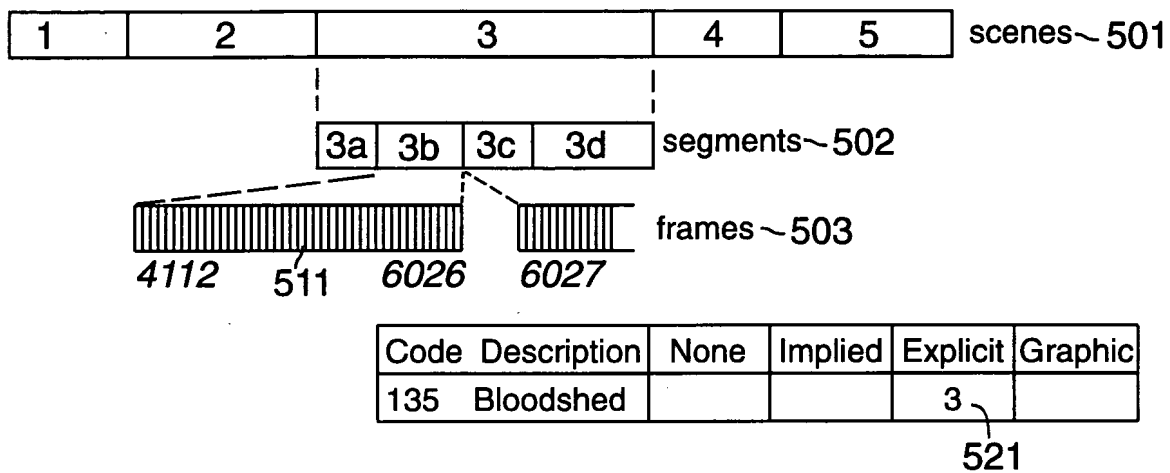 1 2 3 4 5 scenes~501
3a 3b 3c 3d segments~502
frames~503
4112 511 6026 6027
Code Description None Implied Explicit Graphic
135 Bloodshed 3
521